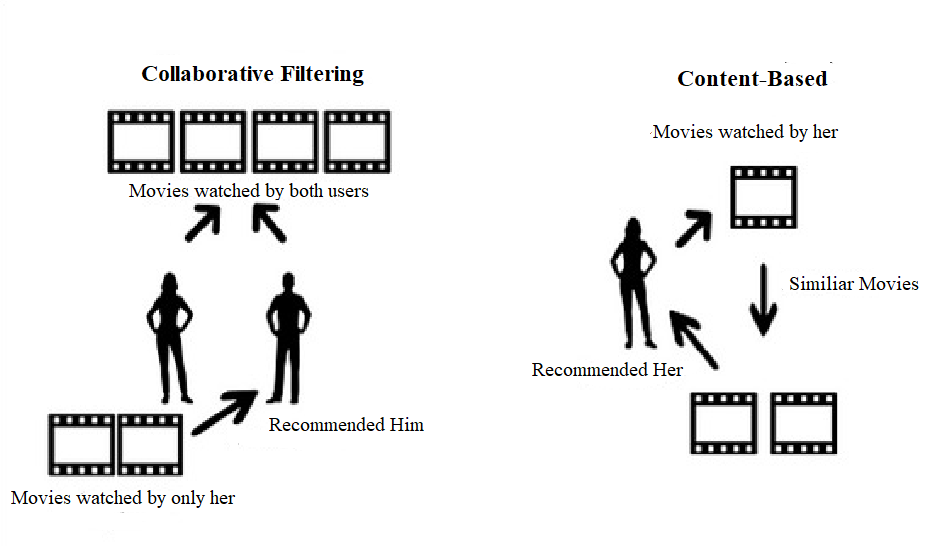 Collaborative Filtering
Movies watched by both users
Recommended Him
Movies watched by only her
Content-Based
Movies watched by her
Similiar Movies
Recommended Her